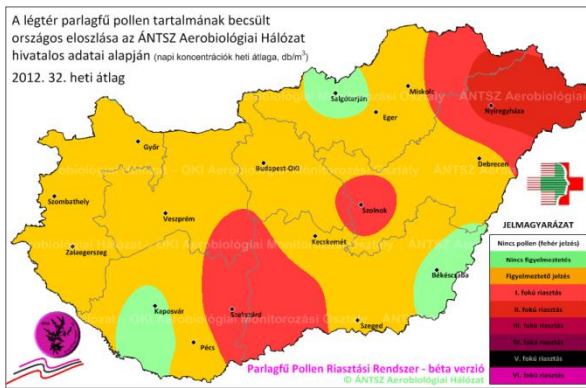 A légtér parlagfű pollen tartalmának becsült
országos eloszlása az ÁNTSZ Aerobiológiai Hálózat
hivatalos adatai alapján (napi koncentrációk heti átlaga, db/m³)
2012. 32. heti átlag
Salgótarján
Miskolc
Nyíregyháza
Eger
Győr
Budapest-OKI
Debrecen
Szombathely
Veszprém
Szolnok
Zalaegerszeg
Kecskemét
Békéscsaba
Kaposvár
Szekszárd
Szeged
Pécs
JELMAGYARÁZAT
Nincs pollen (fehér jelzés)
Nincs figyelmeztetés
Figyelmeztető jelzés
I. fokú riasztás
II. fokú riasztás
III. fokú riasztás
IV. fokú riasztás
V. fokú riasztás
VI. fokú riasztás
Parlagfű Pollen Riasztási Rendszer - béta verzió
© ÁNTSZ Aerobiológiai Hálózat